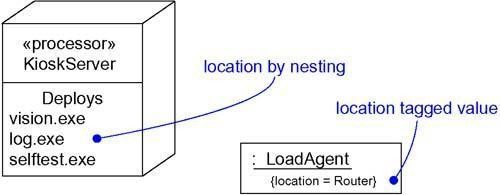 «processor»
KioskServer
Deploys
vision.exe
log.exe
selftest.exe
location by nesting
location tagged value
: LoadAgent
{location = Router}